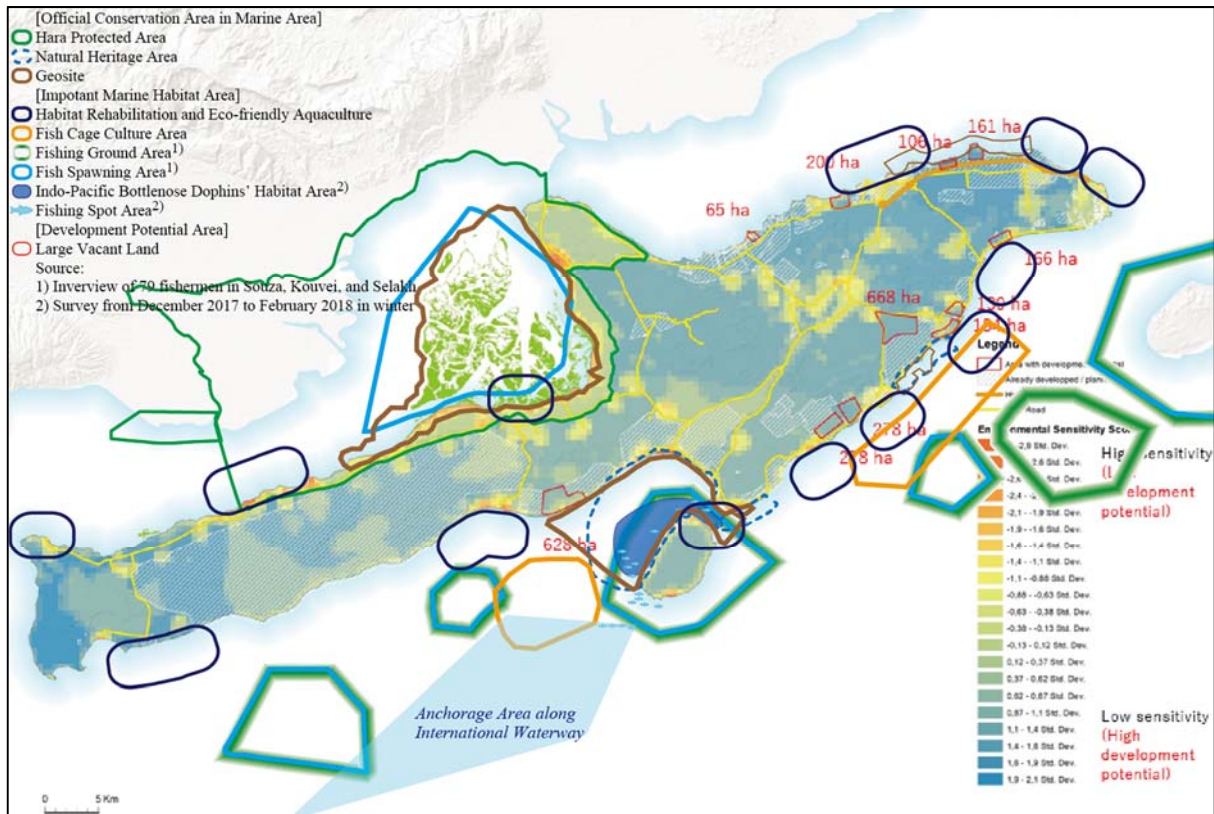 [Official Conservation Area in Marine Area]
Hara Protected Area
Natural Heritage Area
Geosite
[Impotant Marine Habitat Area]
Habitat Rehabilitation and Eco-friendly Aquaculture
Fish Cage Culture Area
Fishing Ground Area1)
Fish Spawning Area1)
Indo-Pacific Bottlenose Dophins' Habitat Area2)
Fishing Spot Area2)
[Development Potential Area]
Large Vacant Land
Source:
1) Inverview of 79 fishermen in Souza, Kouvei, and Selakh
2) Survey from December 2017 to February 2018 in winter
161 ha
106 ha
200 ha
65 ha
166 ha
668 ha
278 ha
ha
628 ha
Legend
Already developped / plan
Road
High sensitivity
development
potential)
-2,1 - -1,9 Std. Dev.
-1,9 - -1,6 Std. Dev.
-1,6 - -1,4 Std. Dev.
-1,4 - -1,1 Std. Dev.
-1,1 - -0,88 Std. Dev.
-0,88 - -0,63 Std. Dev.
-0,63 - -0,38 Std. Dev.
-0,38 - -0,13 Std. Dev.
-0,13 - 0,12 Std. Dev.
0,12 - 0,37 Std. Dev.
0,37 - 0,62 Std. Dev.
0,62 - 0,87 Std. Dev.
0,87 - 1,1 Std. Dev.
1,1 - 1,4 Std. Dev.
1,4 - 1,6 Std. Dev.
1,6 - 1,9 Std. Dev.
1,9 - 2,1 Std. Dev.
Low sensitivity
(High
development
potential)
Anchorage Area along
International Waterway
0 5 Km